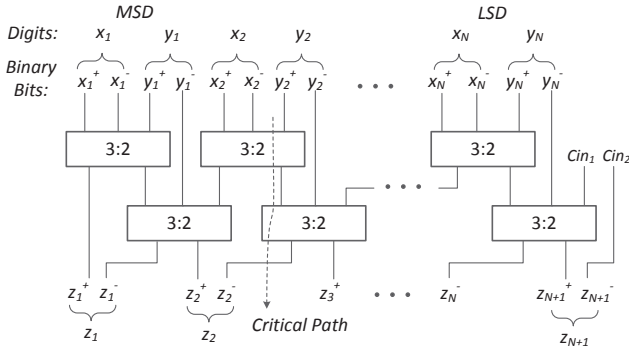 MSD LSD
Digits: x1 y1 x2 y2 xN yN
Binary Bits: x1+ x1- y1+ y1- x2+ x2- y2+ y2- • • • xN+ xN- yN+ yN-
3:2 3:2 3:2 Cin1 Cin2
• • •
3:2 3:2 3:2
z1+ z1- z2+ z2- z3+ • • • zN- zN+1+ zN+1-
z1 z2 Critical Path zN+1